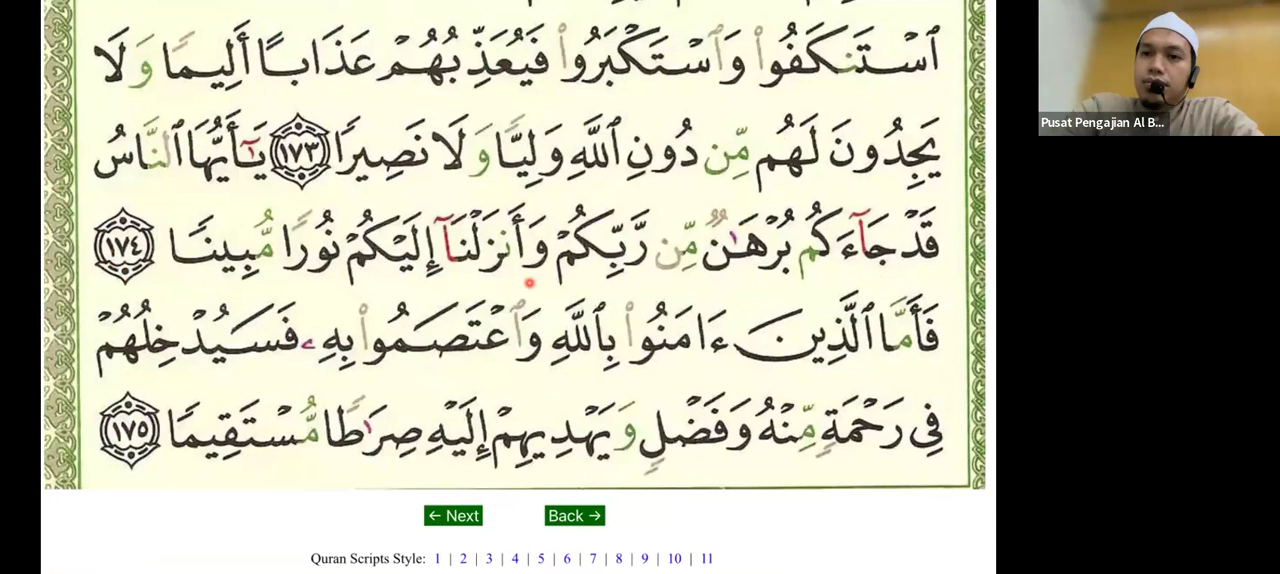 ٱسْتَنكَفُوا۟ وَٱسْتَكْبَرُوا۟ فَيُعَذِّبُهُمْ عَذَابًا أَلِيمًا وَلَا
يَجِدُونَ لَهُم مِّن دُونِ ٱللَّهِ وَلِيًّا وَلَا نَصِيرًا ١٧٣ يَـٰٓأَيُّهَا ٱلنَّاسُ
قَدْ جَآءَكُم بُرْهَـٰنٌ مِّن رَّبِّكُمْ وَأَنزَلْنَآ إِلَيْكُمْ نُورًا مُّبِينًا ١٧٤
فَأَمَّا ٱلَّذِينَ ءَامَنُوا۟ بِٱللَّهِ وَٱعْتَصَمُوا۟ بِهِۦ فَسَيُدْخِلُهُمْ
فِى رَحْمَةٍ مِّنْهُ وَفَضْلٍ وَيَهْدِيهِمْ إِلَيْهِ صِرَٰطًا مُّسْتَقِيمًا ١٧٥
← Next Back →
Quran Scripts Style: 1 | 2 | 3 | 4 | 5 | 6 | 7 | 8 | 9 | 10 | 11
Pusat Pengajian Al B...